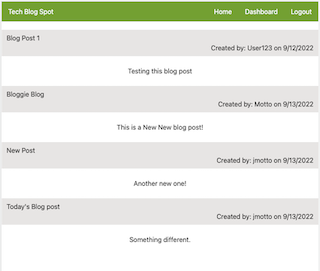 Tech Blog Spot Home Dashboard Logout
Blog Post 1
Created by: User123 on 9/12/2022
Testing this blog post
Bloggie Blog
Created by: Motto on 9/13/2022
This is a New New blog post!
New Post
Created by: jmotto on 9/13/2022
Another new one!
Today's Blog post
Created by: jmotto on 9/13/2022
Something different.